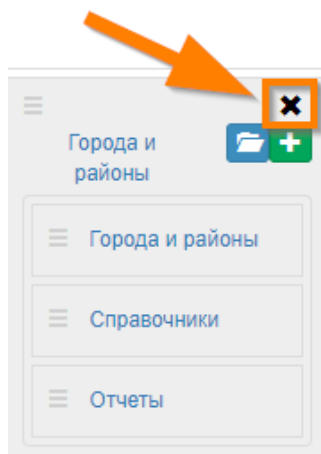 Города и
районы
Города и районы
Справочники
Отчеты